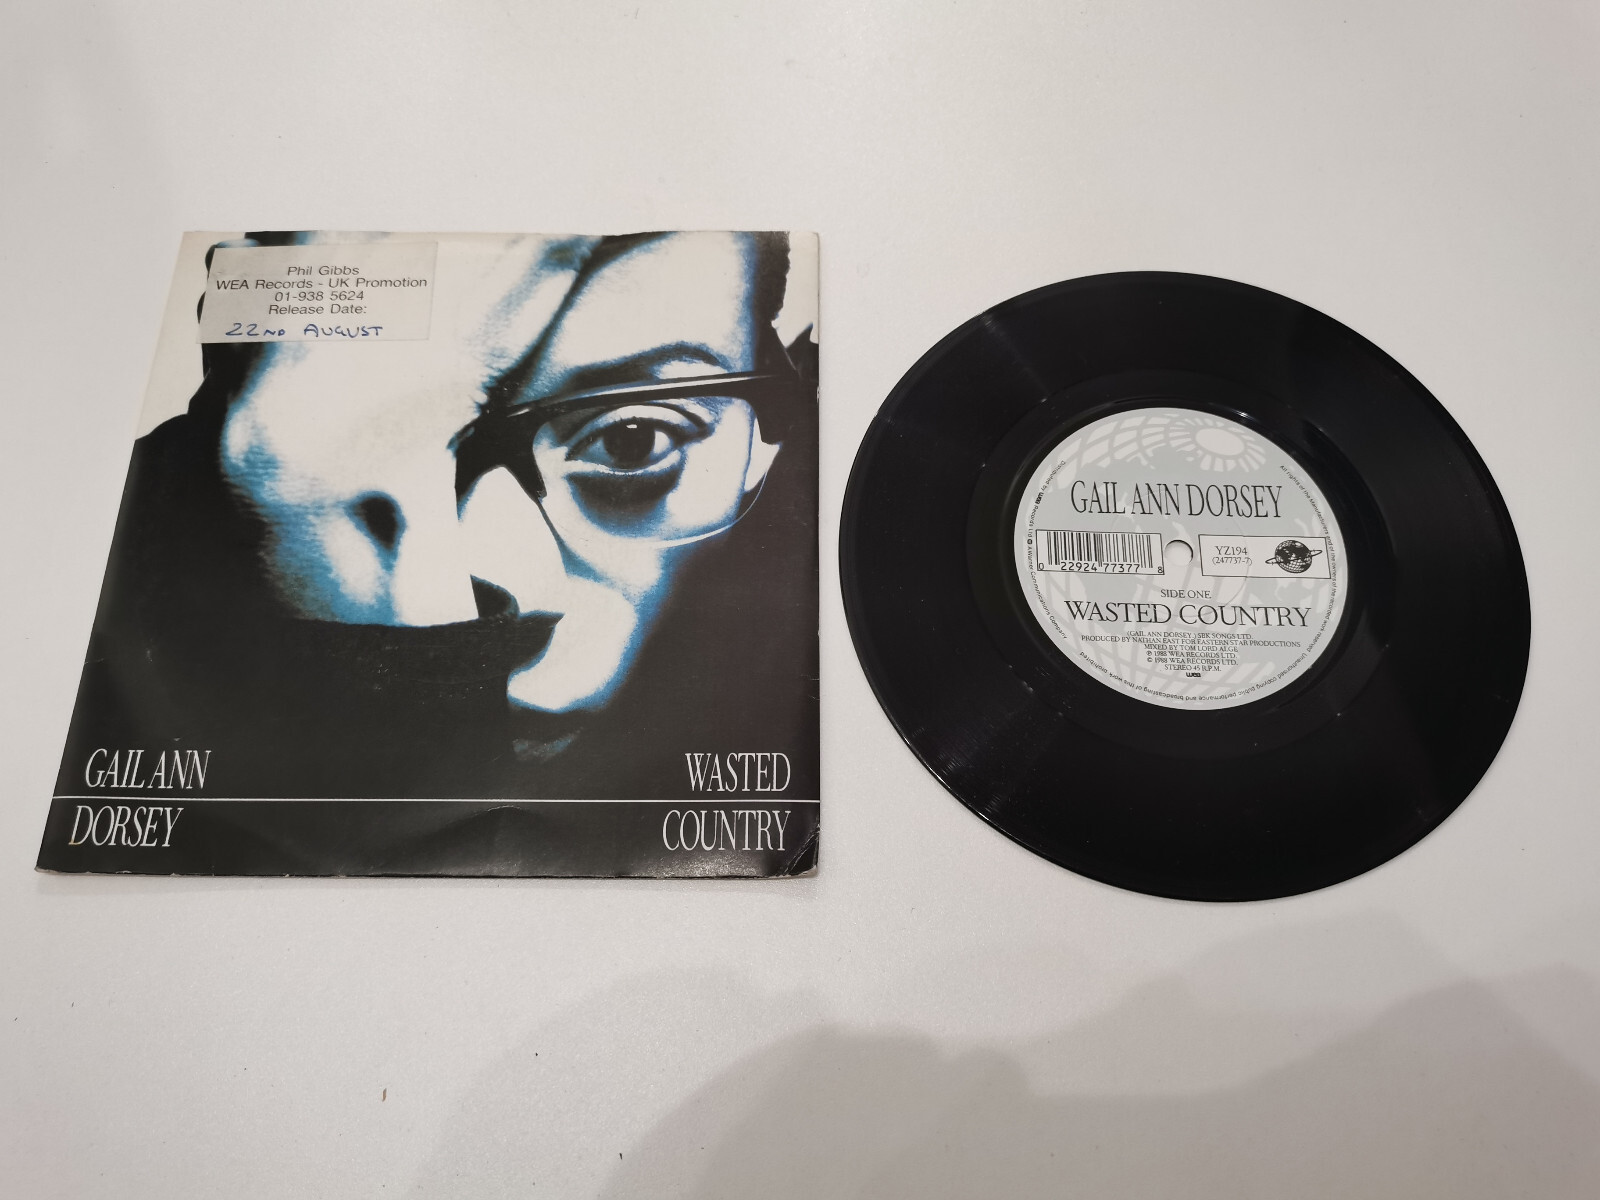 Phil Gibbs
WEA Records - UK Promotion
01-938 5624
Release Date:
22ND AUGUST
GAIL ANN
DORSEY
WASTED
COUNTRY
GAIL ANN DORSEY
0 22924 77377 8
YZ194
(247737-7)
SIDE ONE
WASTED COUNTRY
(GAIL ANN DORSEY.) SBK SONGS LTD.
PRODUCED BY NATHAN EAST FOR EASTERN STAR PRODUCTIONS
MIXED BY TOM LORD ALGE
℗ 1988 WEA RECORDS LTD.
© 1988 WEA RECORDS LTD.
STEREO 45 R.P.M.
wea